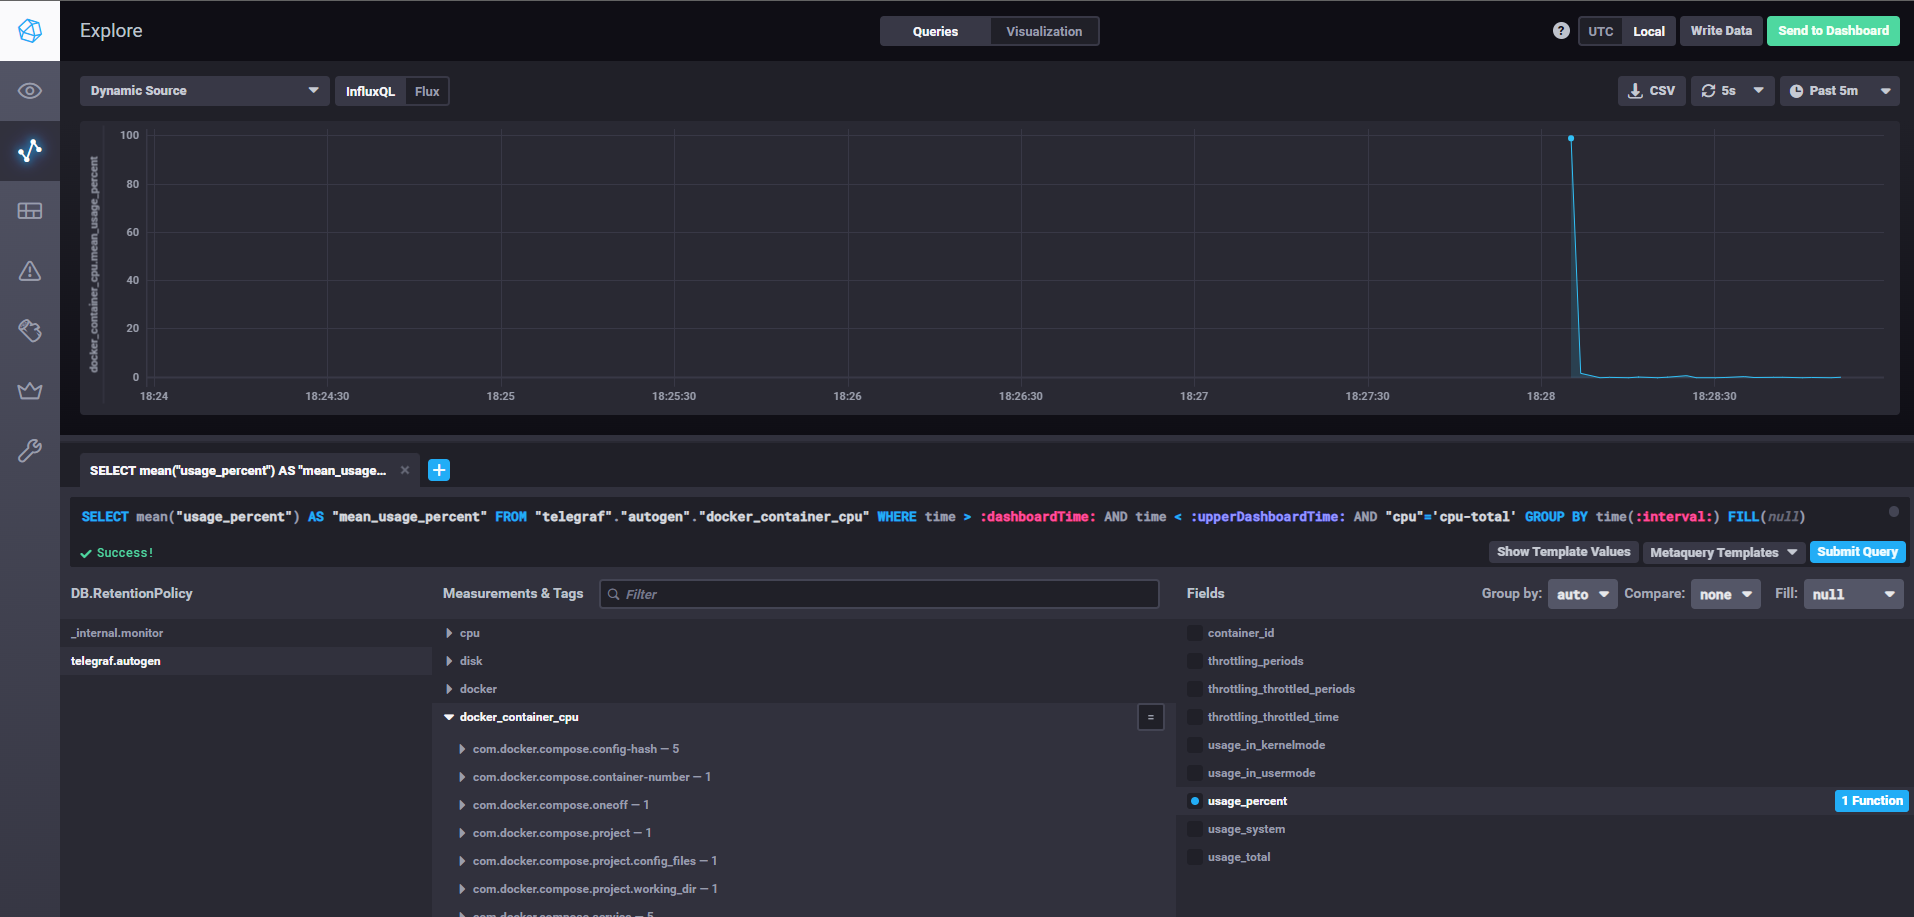 Explore
Queries
Visualization
?
UTC
Local
Write Data
Send to Dashboard
Dynamic Source
InfluxQL
Flux
CSV
5s
Past 5m
docker_container_cpu.mean_usage_percent
100
80
60
40
20
0
18:24
18:24:30
18:25
18:25:30
18:26
18:26:30
18:27
18:27:30
18:28
18:28:30
SELECT mean("usage_percent") AS "mean_usage...
SELECT mean("usage_percent") AS "mean_usage_percent" FROM "telegraf"."autogen"."docker_container_cpu" WHERE time > :dashboardTime: AND time < :upperDashboardTime: AND "cpu"='cpu-total' GROUP BY time(:interval:) FILL(null)
Success!
Show Template Values
Metaquery Templates
Submit Query
DB.RetentionPolicy
Measurements & Tags
Filter
Fields
Group by:
auto
Compare:
none
Fill:
null
_internal.monitor
telegraf.autogen
cpu
disk
docker
docker_container_cpu
=
com.docker.compose.config-hash — 5
com.docker.compose.container-number — 1
com.docker.compose.oneoff — 1
com.docker.compose.project — 1
com.docker.compose.project.config_files — 1
com.docker.compose.project.working_dir — 1
com.docker.compose.service — 5
container_id
throttling_periods
throttling_throttled_periods
throttling_throttled_time
usage_in_kernelmode
usage_in_usermode
usage_percent
1 Function
usage_system
usage_total